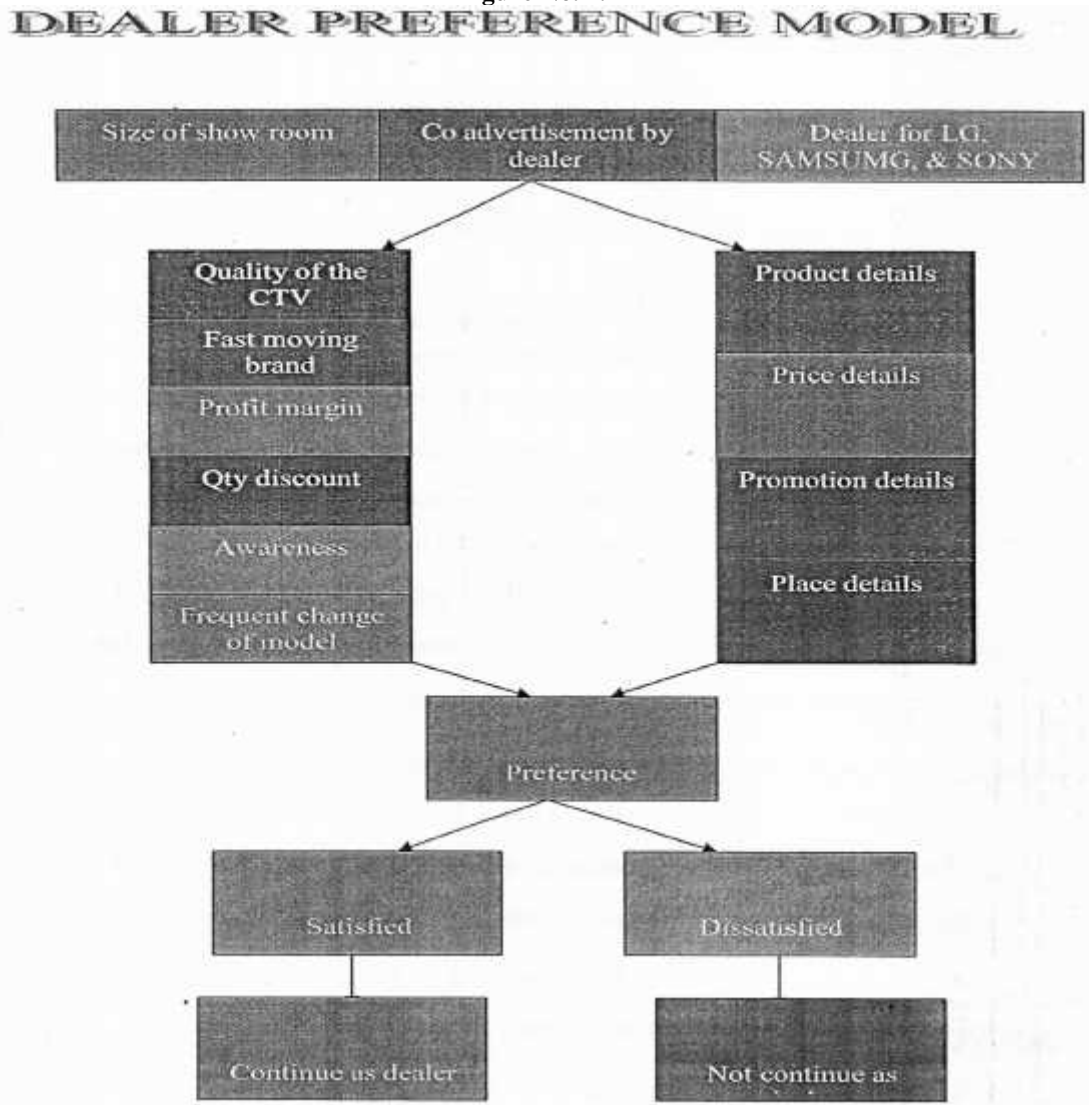 DEALER PREFERENCE MODEL
Size of show room
Co advertisement by
dealer
Dealer for LG,
SAMSUMG, & SONY
Quality of the
CTV
Fast moving
brand
Profit margin
Qty discount
Awareness
Frequent change
of model
Product details
Price details
Promotion details
Place details
Preference
Satisfied
Dissatisfied
Continue as dealer
Not continue as